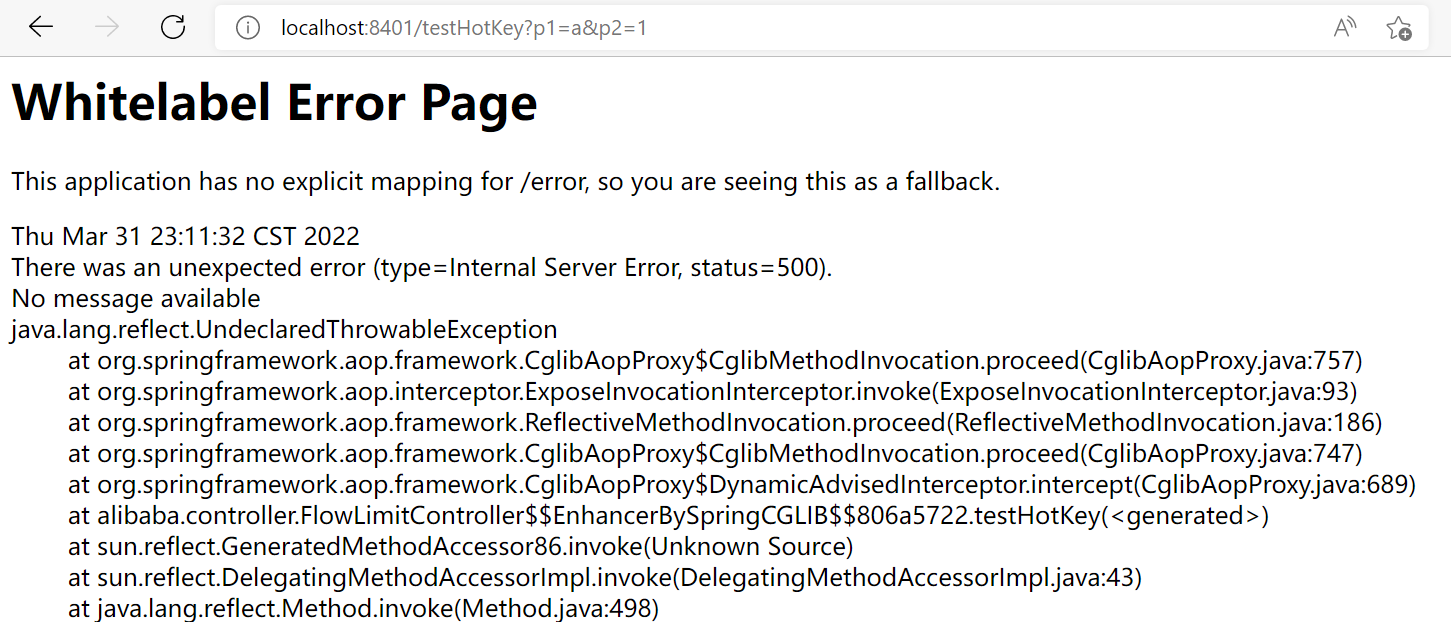 localhost:8401/testHotKey?p1=a&p2=1
Whitelabel Error Page
This application has no explicit mapping for /error, so you are seeing this as a fallback.
Thu Mar 31 23:11:32 CST 2022
There was an unexpected error (type=Internal Server Error, status=500).
No message available
java.lang.reflect.UndeclaredThrowableException
at org.springframework.aop.framework.CglibAopProxy$CglibMethodInvocation.proceed(CglibAopProxy.java:757)
at org.springframework.aop.interceptor.ExposeInvocationInterceptor.invoke(ExposeInvocationInterceptor.java:93)
at org.springframework.aop.framework.ReflectiveMethodInvocation.proceed(ReflectiveMethodInvocation.java:186)
at org.springframework.aop.framework.CglibAopProxy$CglibMethodInvocation.proceed(CglibAopProxy.java:747)
at org.springframework.aop.framework.CglibAopProxy$DynamicAdvisedInterceptor.intercept(CglibAopProxy.java:689)
at alibaba.controller.FlowLimitController$$EnhancerBySpringCGLIB$$806a5722.testHotKey(<generated>)
at sun.reflect.GeneratedMethodAccessor86.invoke(Unknown Source)
at sun.reflect.DelegatingMethodAccessorImpl.invoke(DelegatingMethodAccessorImpl.java:43)
at java.lang.reflect.Method.invoke(Method.java:498)